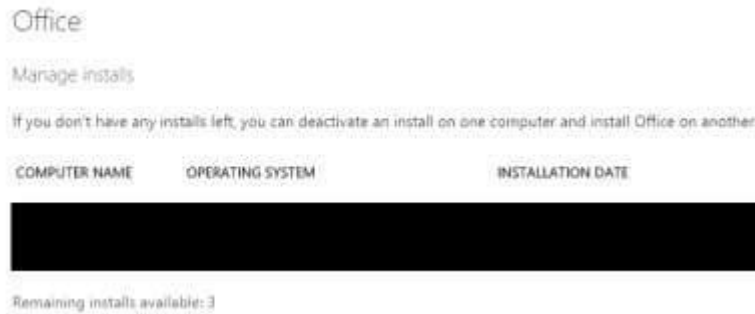 Office
Manage installs
If you don't have any installs left, you can deactivate an install on one computer and install Office on another
COMPUTER NAME OPERATING SYSTEM INSTALLATION DATE
Remaining installs available: 3